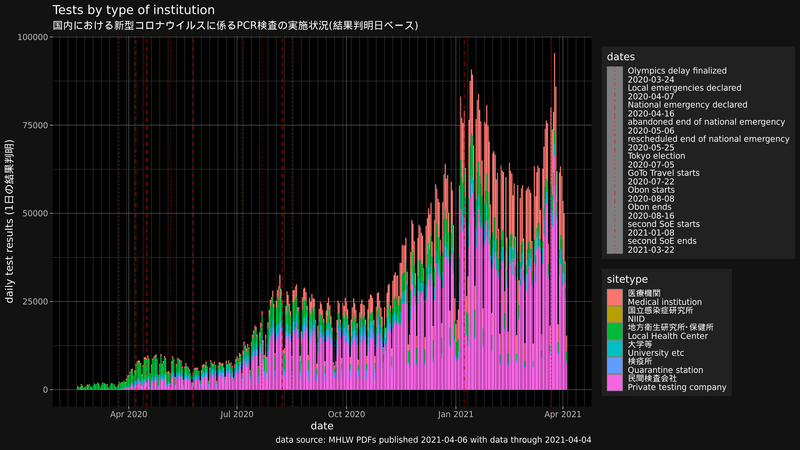 Tests by type of institution
国内における新型コロナウイルスに係るPCR検査の実施状況(結果判明日ベース)
daily test results (1日の結果判明)
100000
75000
50000
25000
0
Apr 2020
Jul 2020
Oct 2020
Jan 2021
Apr 2021
date
data source: MHLW PDFs published 2021-04-06 with data through 2021-04-04
dates
Olympics delay finalized
2020-03-24
Local emergencies declared
2020-04-07
National emergency declared
2020-04-16
abandoned end of national emergency
2020-05-06
rescheduled end of national emergency
2020-05-25
Tokyo election
2020-07-05
GoTo Travel starts
2020-07-22
Obon starts
2020-08-08
Obon ends
2020-08-16
second SoE starts
2021-01-08
second SoE ends
2021-03-22
sitetype
医療機関
Medical institution
国立感染症研究所
NIID
地方衛生研究所･保健所
Local Health Center
大学等
University etc
検疫所
Quarantine station
民間検査会社
Private testing company